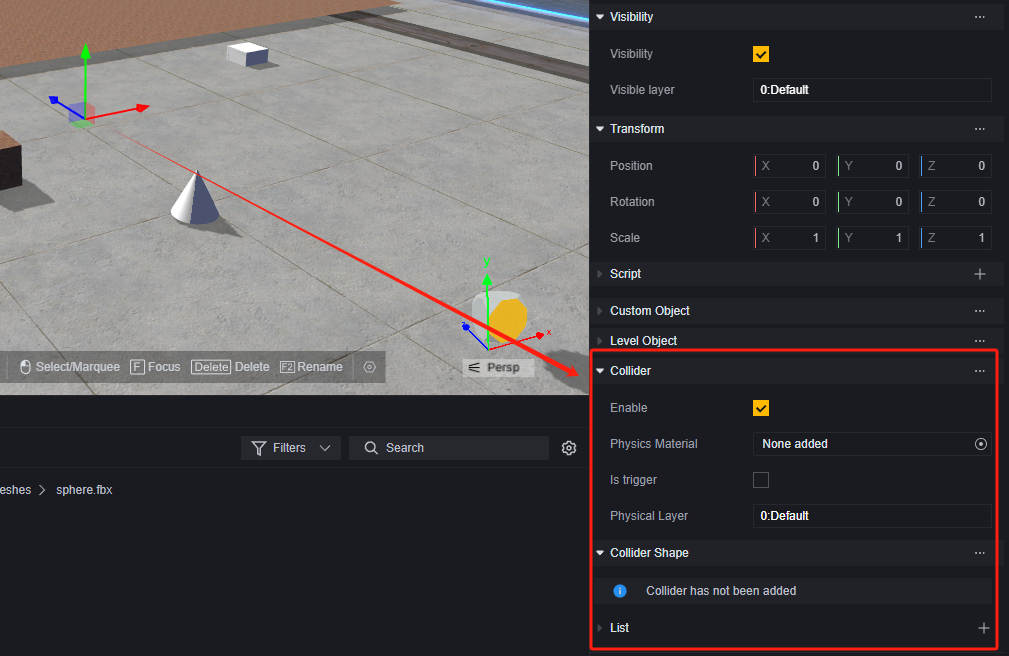 Visibility
Visibility
Visible layer 0:Default
Transform
Position X 0 Y 0 Z 0
Rotation X 0 Y 0 Z 0
Scale X 1 Y 1 Z 1
Script
Custom Object
Level Object
y
x
Select/Marquee F Focus Delete Delete F2 Rename
Persp
Filters Search
eshes > sphere.fbx
Collider
Enable
Physics Material None added
Is trigger
Physical Layer 0:Default
Collider Shape
Collider has not been added
List